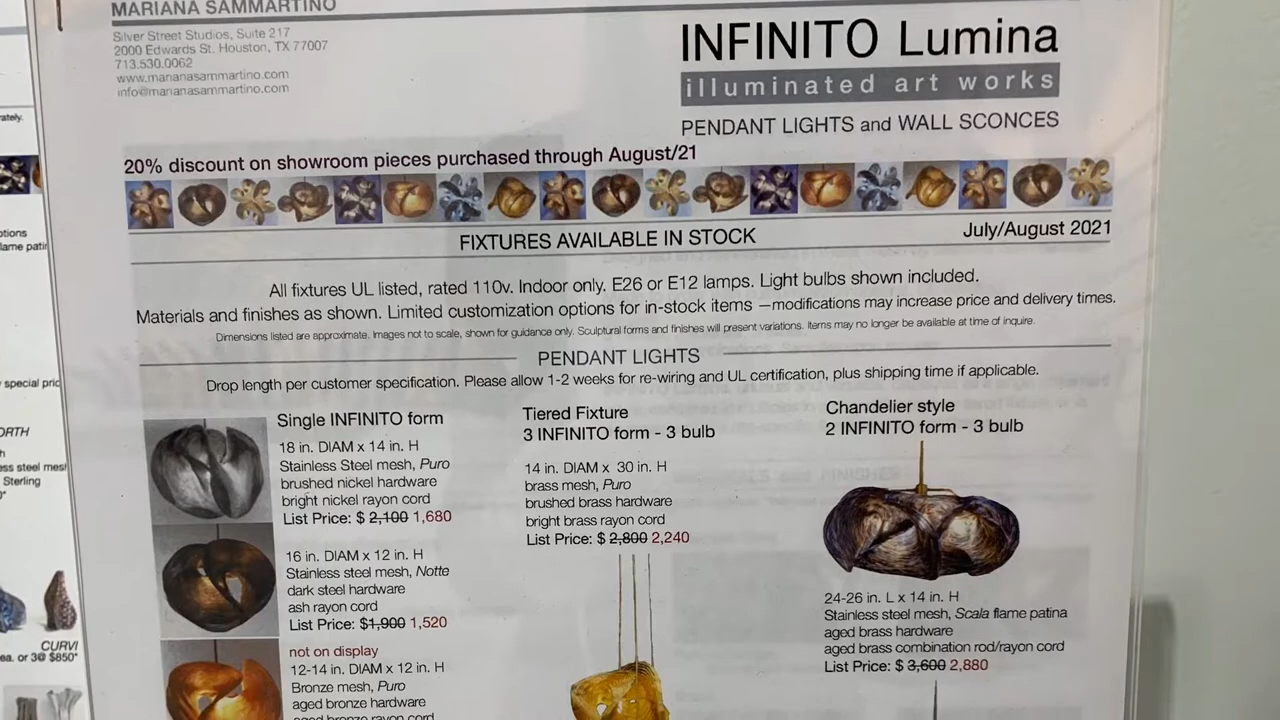 MARIANA SAMMARTINO
Silver Street Studios, Suite 217
2000 Edwards St. Houston, TX 77007
713.530.0062
www.marianasammartino.com
info@marianasammartino.com
INFINITO Lumina
illuminated art works
PENDANT LIGHTS and WALL SCONCES
20% discount on showroom pieces purchased through August/21
FIXTURES AVAILABLE IN STOCK
July/August 2021
All fixtures UL listed, rated 110v. Indoor only. E26 or E12 lamps. Light bulbs shown included.
Materials and finishes as shown. Limited customization options for in-stock items —modifications may increase price and delivery times.
Dimensions listed are approximate. Images not to scale, shown for guidance only. Sculptural forms and finishes will present variations. Items may no longer be available at time of inquire.
PENDANT LIGHTS
Drop length per customer specification. Please allow 1-2 weeks for re-wiring and UL certification, plus shipping time if applicable.
Single INFINITO form
18 in. DIAM x 14 in. H
Stainless Steel mesh, Puro
brushed nickel hardware
bright nickel rayon cord
List Price: $ 2,100 1,680
16 in. DIAM x 12 in. H
Stainless steel mesh, Notte
dark steel hardware
ash rayon cord
List Price: $1,900 1,520
not on display
12-14 in. DIAM x 12 in. H
Bronze mesh, Puro
aged bronze hardware
aged bronze rayon cord
Tiered Fixture
3 INFINITO form - 3 bulb
14 in. DIAM x 30 in. H
brass mesh, Puro
brushed brass hardware
bright brass rayon cord
List Price: $ 2,800 2,240
Chandelier style
2 INFINITO form - 3 bulb
24-26 in. L x 14 in. H
Stainless steel mesh, Scala flame patina
aged brass hardware
aged brass combination rod/rayon cord
List Price: $ 3,600 2,880
special
Sterling
CURVI
ea. or 3@ $850*